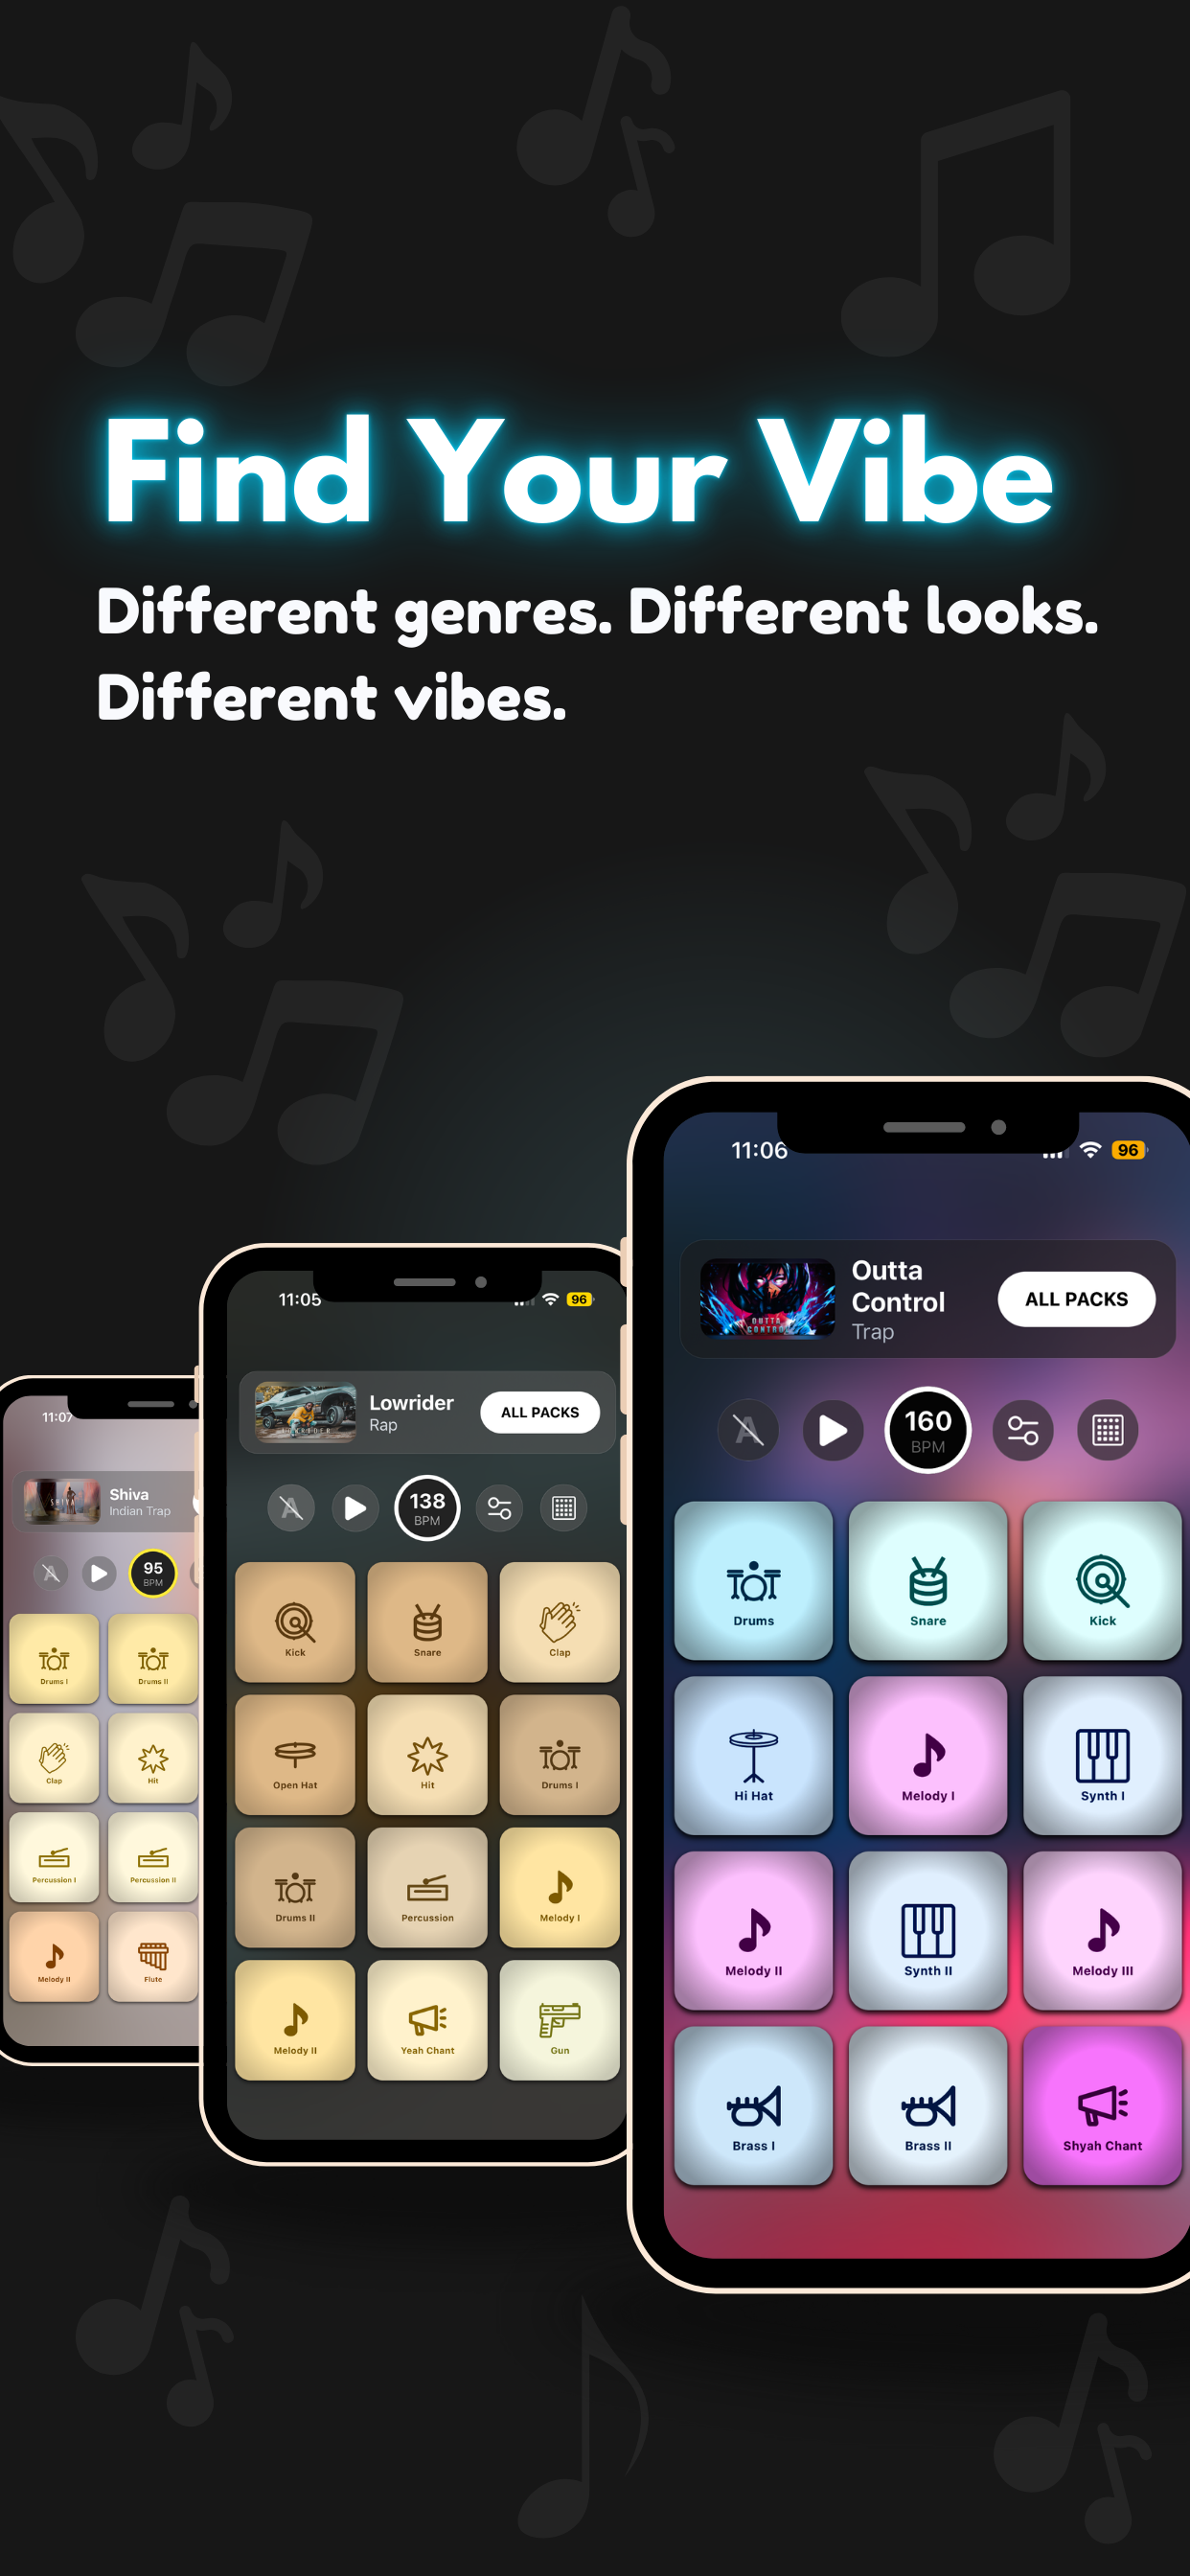 Find Your Vibe
Different genres. Different looks.
Different vibes.
11:06
96
Outta
Control
Trap
ALL PACKS
OUTTA
CONTROL
A
160
BPM
Drums
Snare
Kick
Hi Hat
Melody I
Synth I
Melody II
Synth II
Melody III
Brass I
Brass II
Shyah Chant
11:05
96
Lowrider
Rap
ALL PACKS
LOWRIDER
A
138
BPM
Kick
Snare
Clap
Open Hat
Hit
Drums I
Drums II
Percussion
Melody I
Melody II
Yeah Chant
Gun
11:07
Shiva
Indian Trap
SHIVA
A
95
BPM
Drums I
Drums II
Clap
Hit
Percussion I
Percussion II
Melody II
Flute